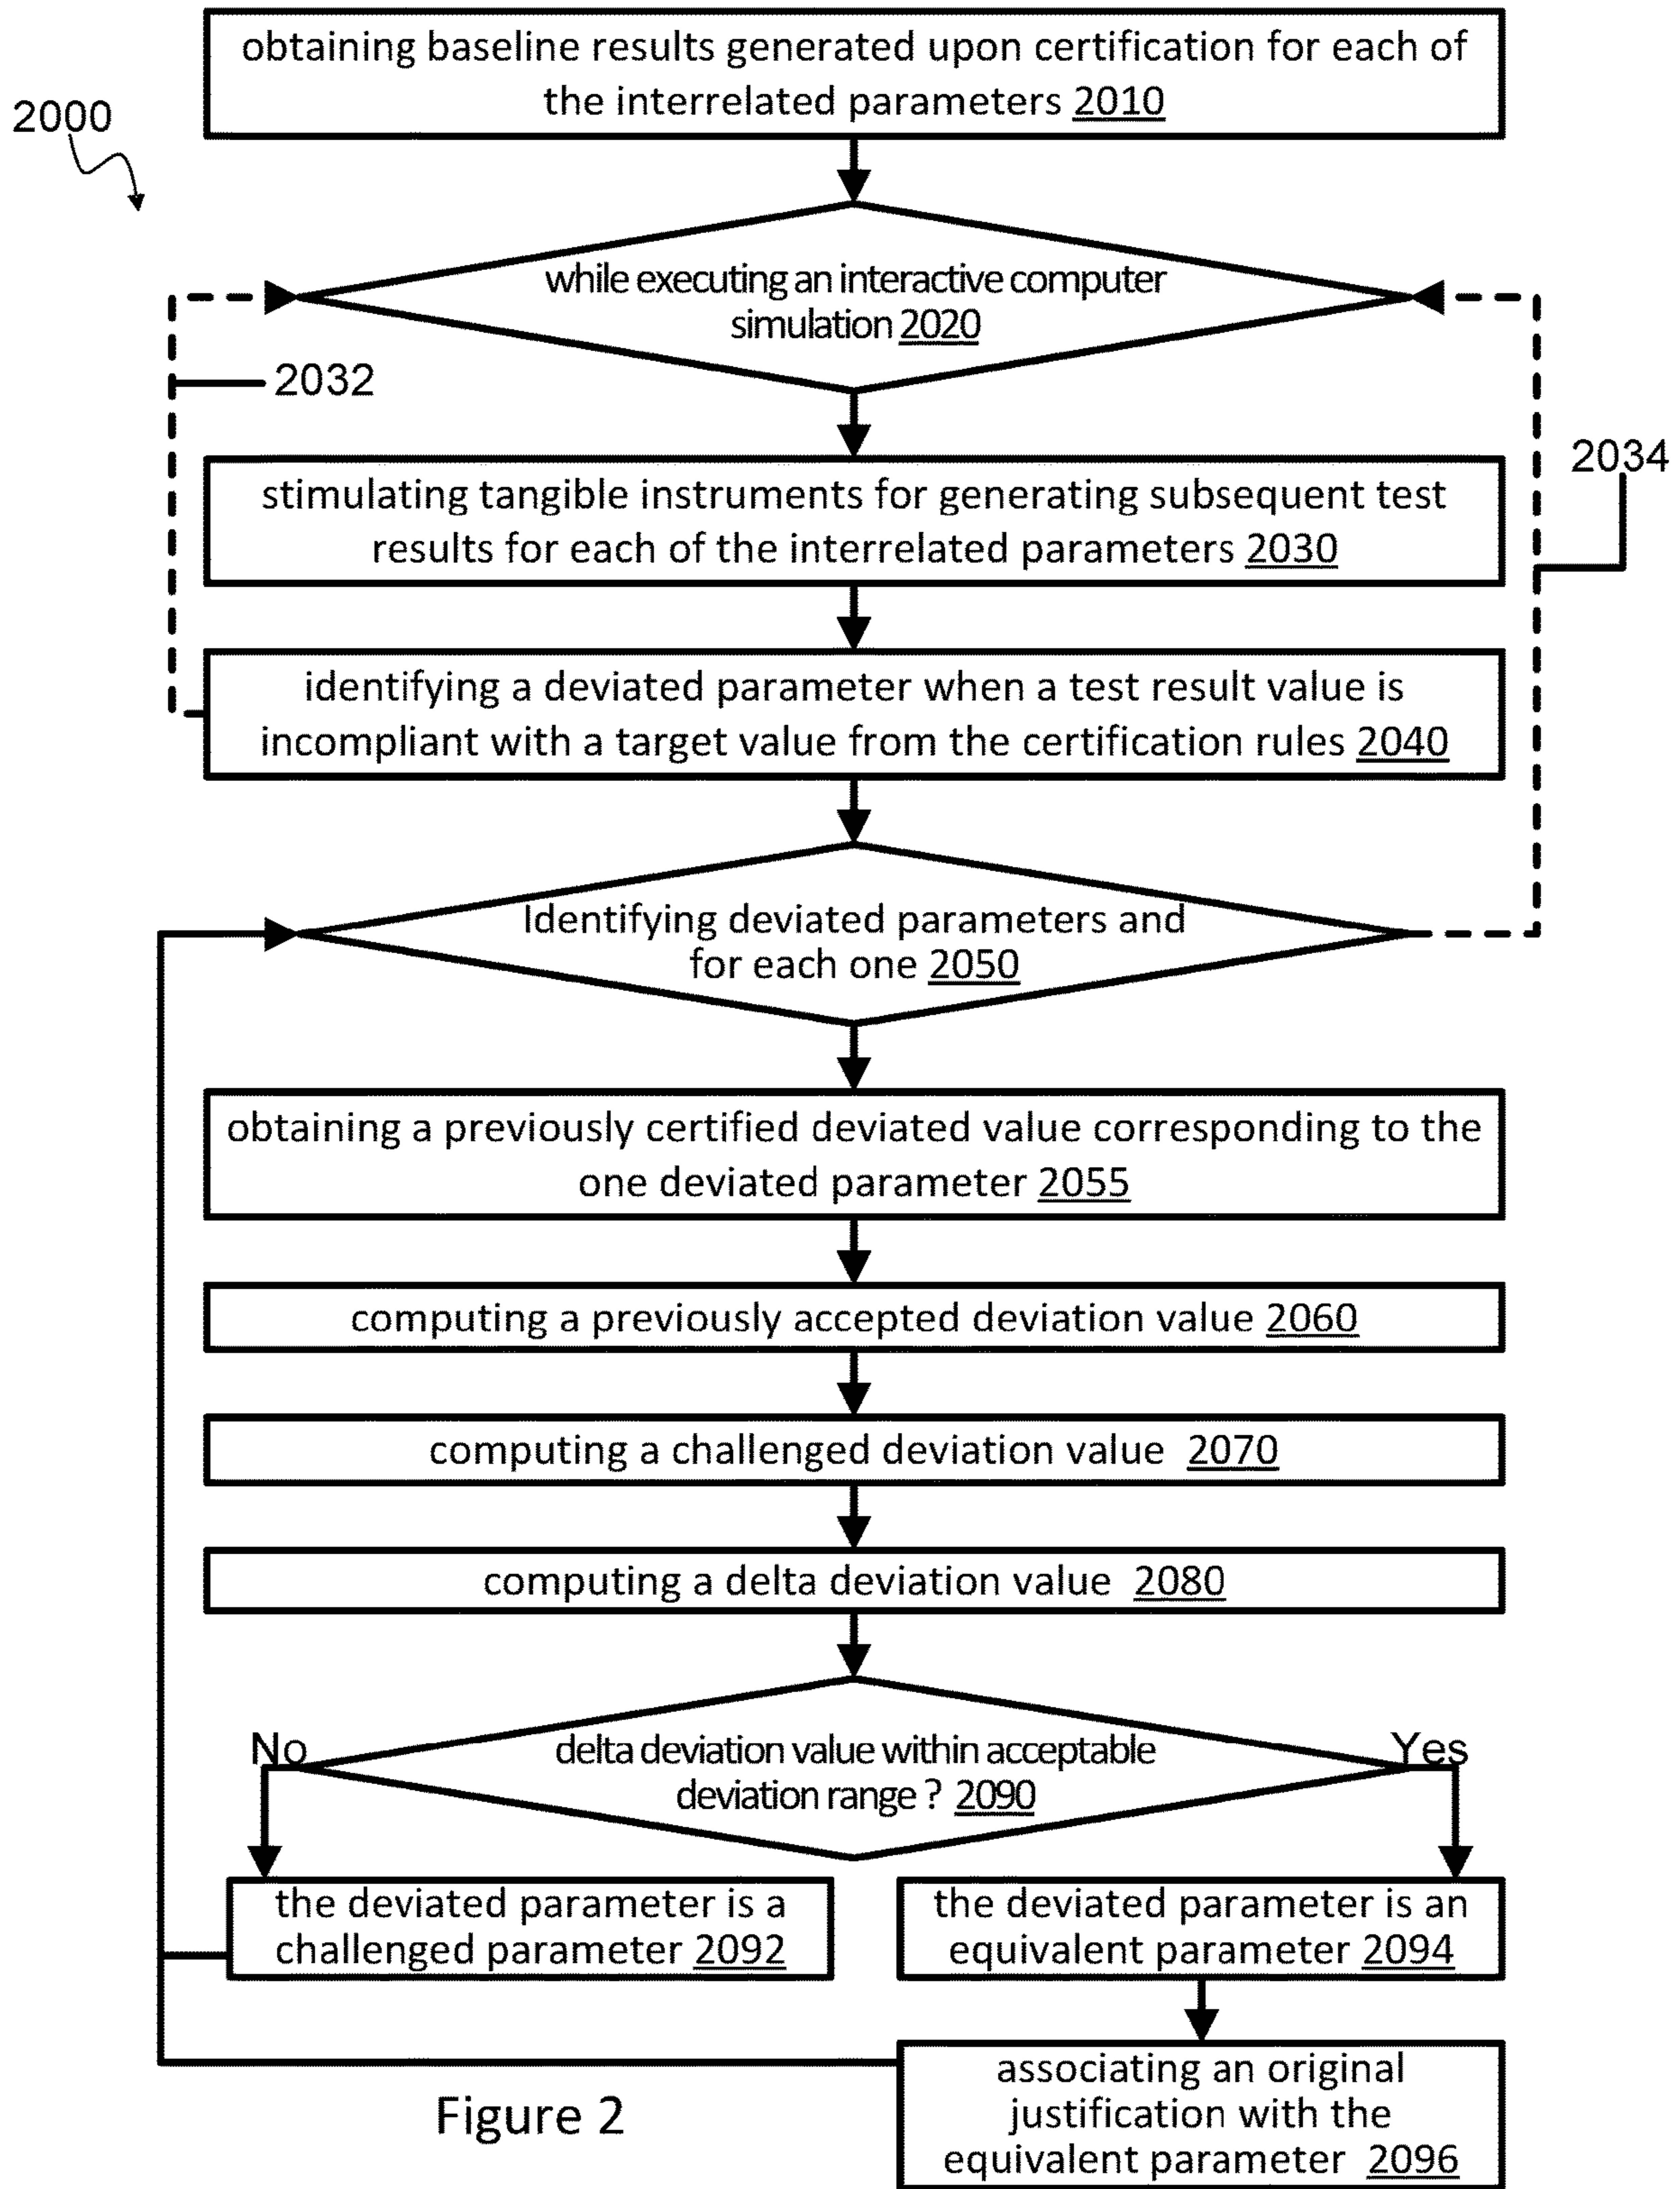 obtaining baseline results generated upon certification for each of
the interrelated parameters 2010
2000
while executing an interactive computer
simulation 2020
2032
2034
stimulating tangible instruments for generating subsequent test
results for each of the interrelated parameters 2030
identifying a deviated parameter when a test result value is
incompliant with a target value from the certification rules 2040
Identifying deviated parameters and
for each one 2050
obtaining a previously certified deviated value corresponding to the
one deviated parameter 2055
computing a previously accepted deviation value 2060
computing a challenged deviation value 2070
computing a delta deviation value 2080
No
Yes
delta deviation value within acceptable
deviation range ? 2090
the deviated parameter is a
challenged parameter 2092
the deviated parameter is an
equivalent parameter 2094
associating an original
justification with the
equivalent parameter 2096
Figure 2